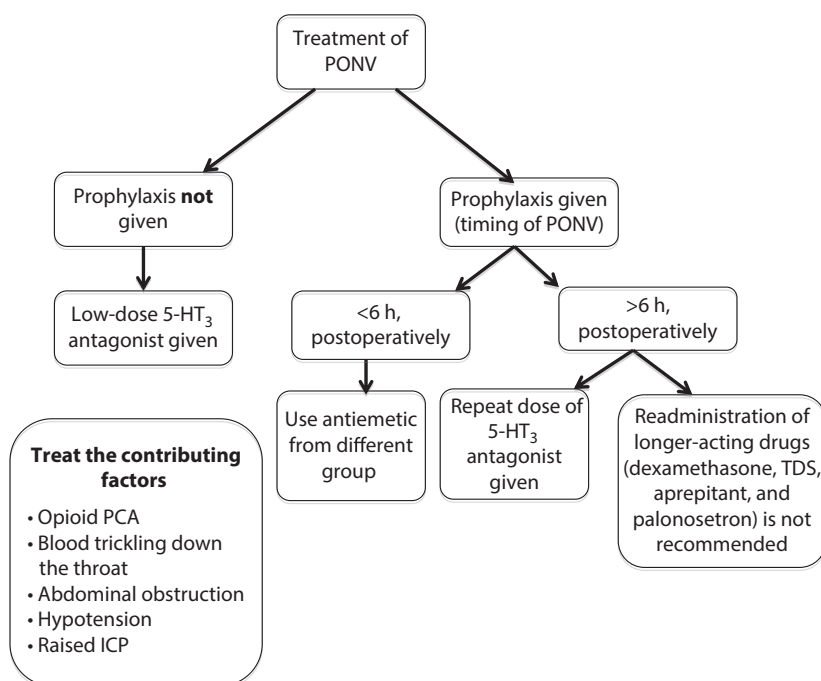 Treatment of
PONV
Prophylaxis not
given
Prophylaxis given
(timing of PONV)
Low-dose 5-HT₃
antagonist given
<6 h,
postoperatively
>6 h,
postoperatively
Use antiemetic
from different
group
Repeat dose of
5-HT₃
antagonist
given
Readministration of
longer-acting drugs
(dexamethasone, TDS,
aprepitant, and
palonosetron) is not
recommended
Treat the contributing
factors
• Opioid PCA
• Blood trickling down
the throat
• Abdominal obstruction
• Hypotension
• Raised ICP